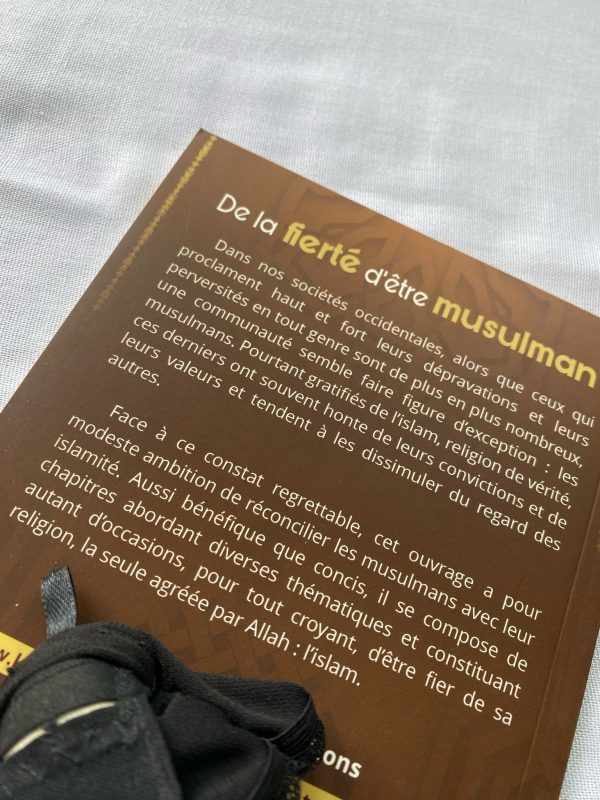 De la fierté d'être musulman
Dans nos sociétés occidentales, alors que ceux qui
proclament haut et fort leurs dépravations et leurs
perversités en tout genre sont de plus en plus nombreux,
une communauté semble faire figure d'exception : les
musulmans. Pourtant gratifiés de l'islam, religion de vérité,
ces derniers ont souvent honte de leurs convictions et de
leurs valeurs et tendent à les dissimuler du regard des
autres.
Face à ce constat regrettable, cet ouvrage a pour
modeste ambition de réconcilier les musulmans avec leur
islamité. Aussi bénéfique que concis, il se compose de
chapitres abordant diverses thématiques et constituant
autant d'occasions, pour tout croyant, d'être fier de sa
religion, la seule agréée par Allah : l'islam.